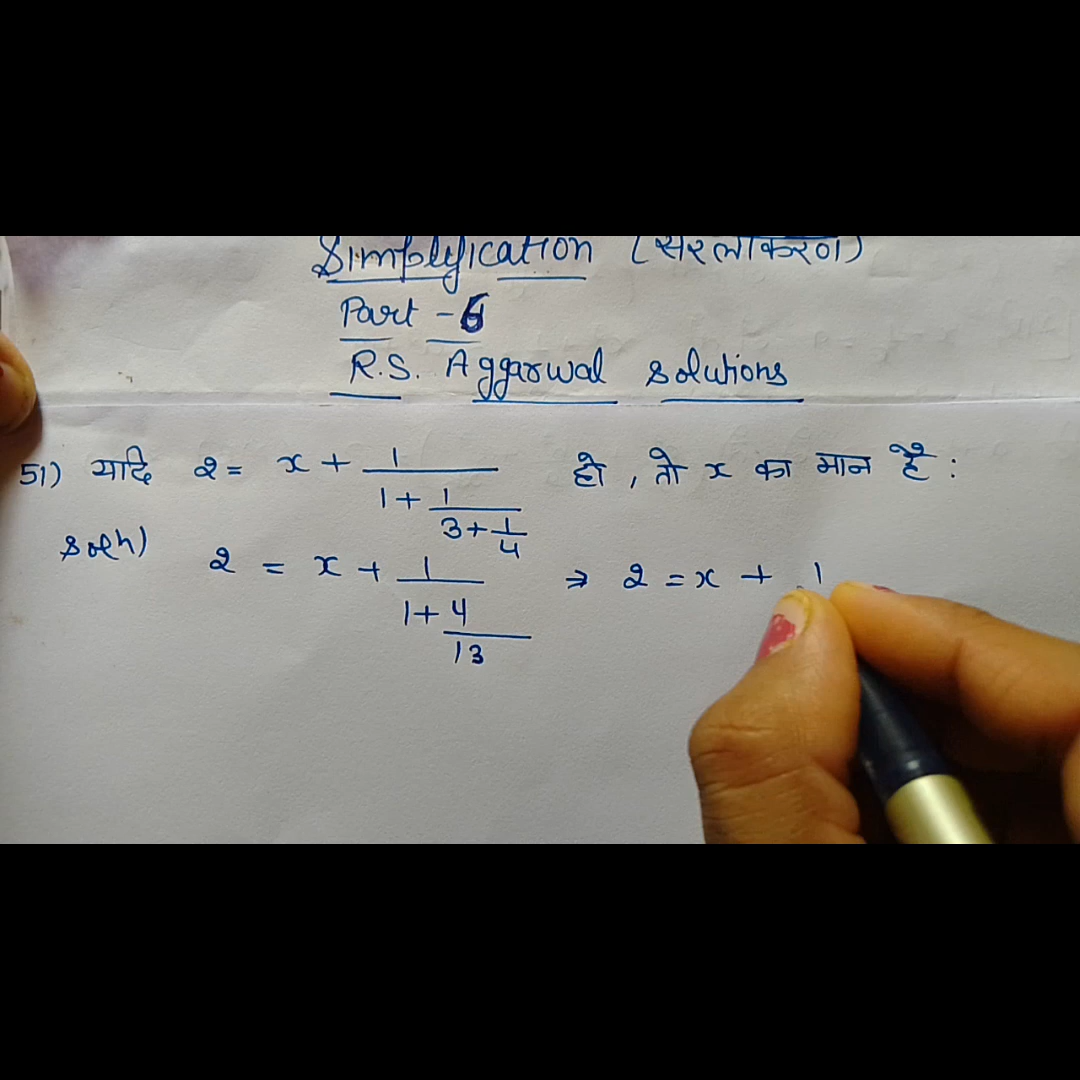 Simplification (सरलीकरण)
Part - 6
R.S. Aggarwal solutions
51) यदि 2 = x + 1/(1 + 1/(3 + 1/4)) हो, तो x का मान है :
Soln) 2 = x + 1/(1 + 4/13) ⇒ 2 = x + 1